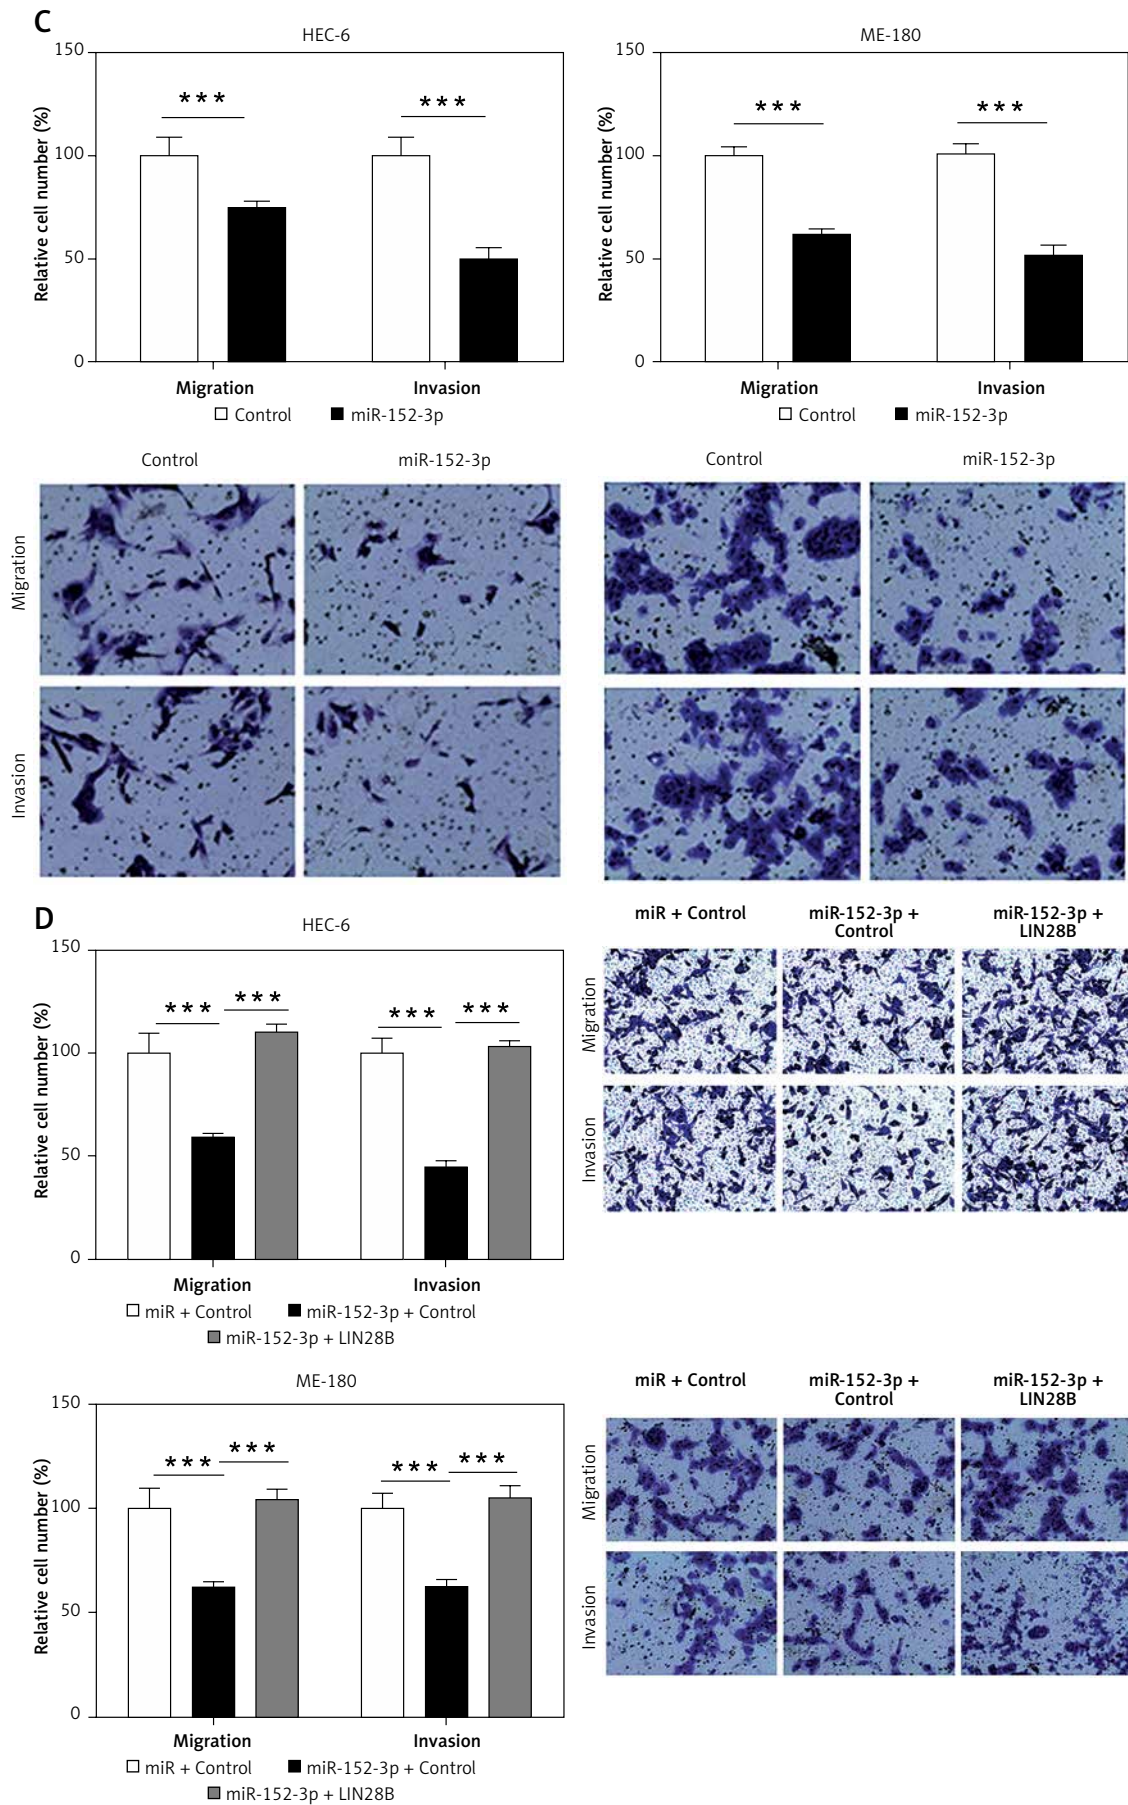 C
HEC-6
150
100
50
0
Relative cell number (%)
***
***
Migration
Invasion
Control
miR-152-3p
ME-180
150
100
50
0
Relative cell number (%)
***
***
Migration
Invasion
Control
miR-152-3p
Control
miR-152-3p
Migration
Invasion
Control
miR-152-3p
D
HEC-6
150
100
50
0
Relative cell number (%)
***
***
***
***
Migration
Invasion
miR + Control
miR-152-3p + Control
miR-152-3p + LIN28B
miR + Control
miR-152-3p +
Control
miR-152-3p +
LIN28B
Migration
Invasion
ME-180
150
100
50
0
Relative cell number (%)
***
***
***
***
Migration
Invasion
miR + Control
miR-152-3p + Control
miR-152-3p + LIN28B
miR + Control
miR-152-3p +
Control
miR-152-3p +
LIN28B
Migration
Invasion